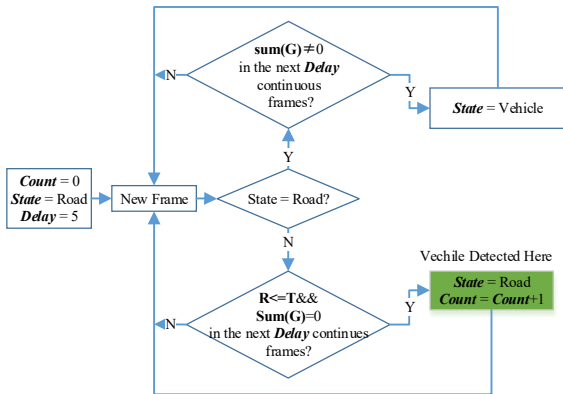 sum(G)≠0
in the next Delay
continuous
frames?
N
Y
State = Vehicle
Y
Count = 0
State = Road
Delay = 5
New Frame
State = Road?
N
Vechile Detected Here
R<=T&&
Sum(G)=0
in the next Delay continues
frames?
N
Y
State = Road
Count = Count+1